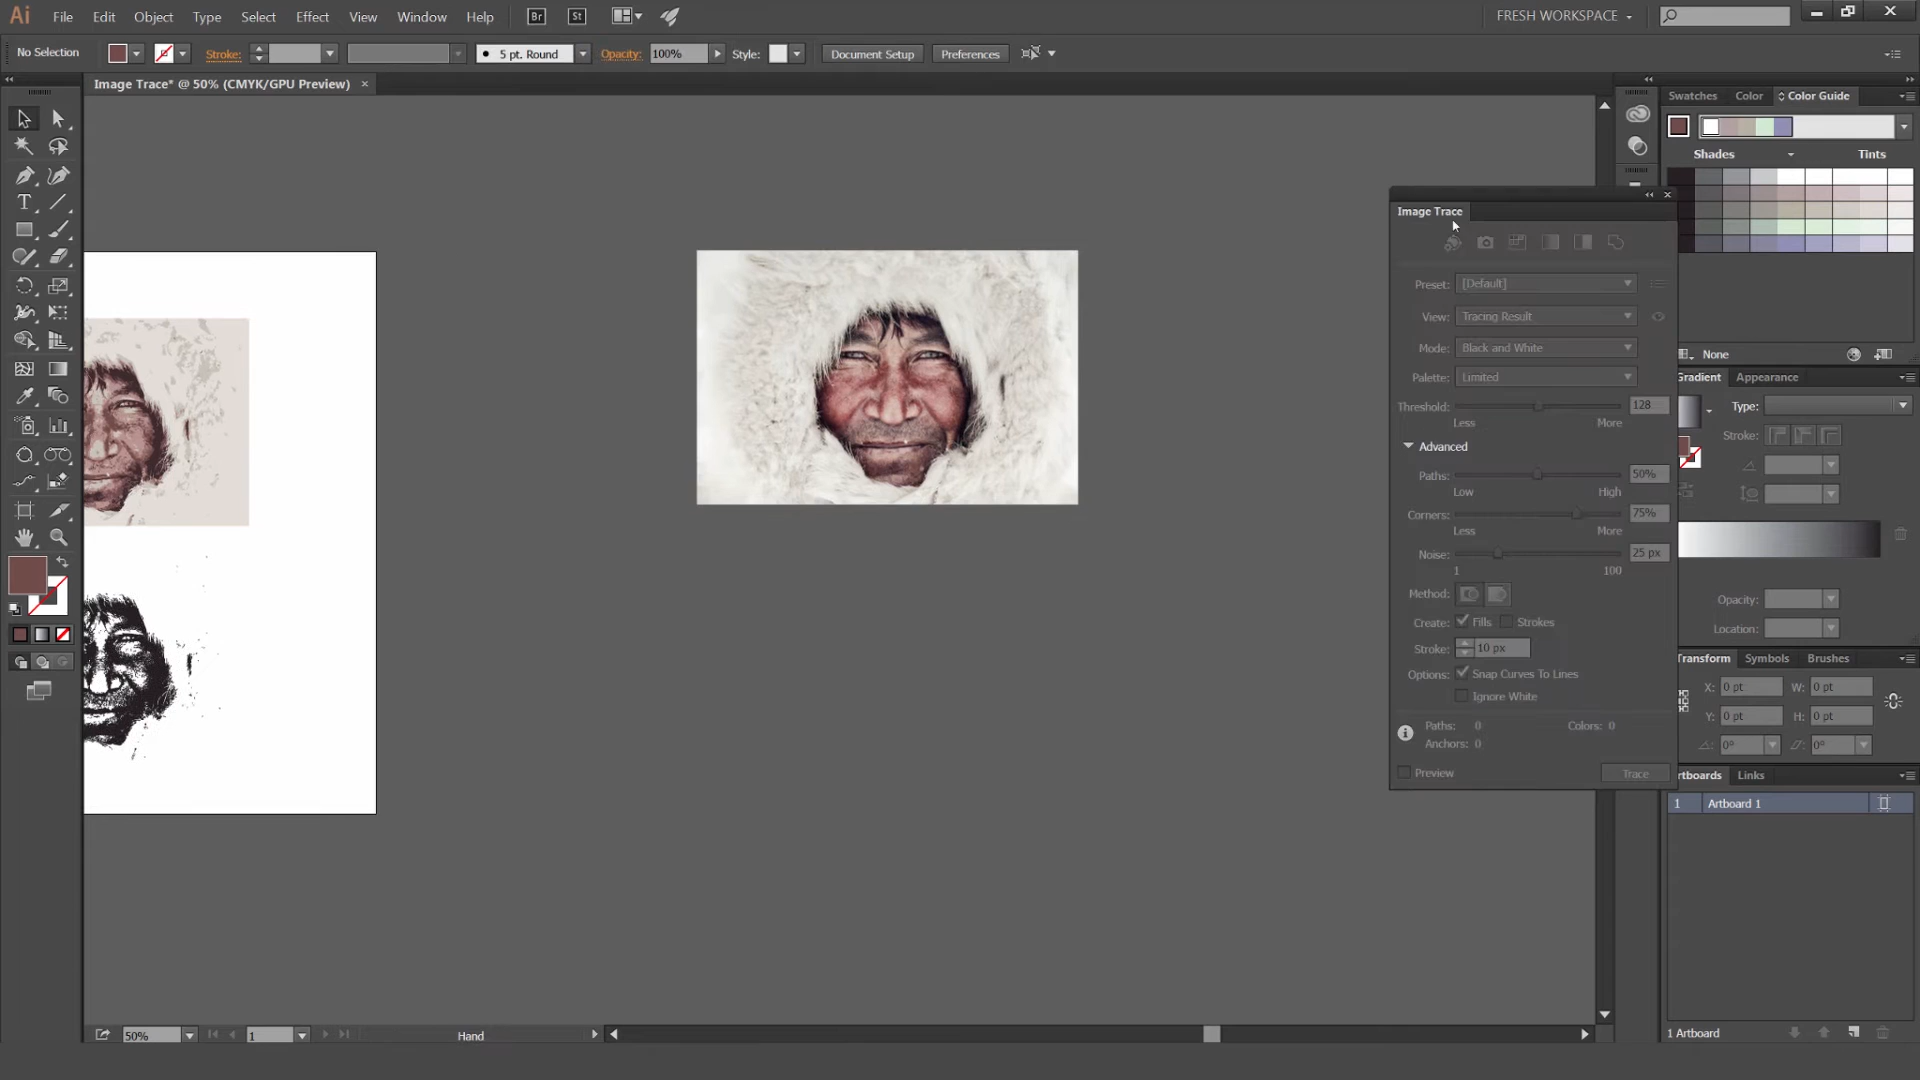 Ai File Edit Object Type Select Effect View Window Help Br St FRESH WORKSPACE
No Selection Stroke: 5 pt. Round Opacity: 100% Style: Document Setup Preferences
Image Trace* @ 50% (CMYK/GPU Preview) ×
Swatches Color Color Guide
Shades Tints
None
Image Trace
Preset: [Default]
View: Tracing Result
Mode: Black and White
Palette: Limited
Threshold: 128
Less More
Advanced
Paths: 50%
Low High
Corners: 75%
Less More
Noise: 25 px
1 100
Method:
Create: Fills Strokes
Stroke: 10 px
Options: Snap Curves To Lines
Ignore White
Paths: 0 Colors: 0
Anchors: 0
Preview Trace
Gradient Appearance
Type:
Stroke:
Opacity:
Location:
Transform Symbols Brushes
X: 0 pt W: 0 pt
Y: 0 pt H: 0 pt
0° 0°
Artboards Links
1 Artboard 1
1 Artboard
50% 1 Hand